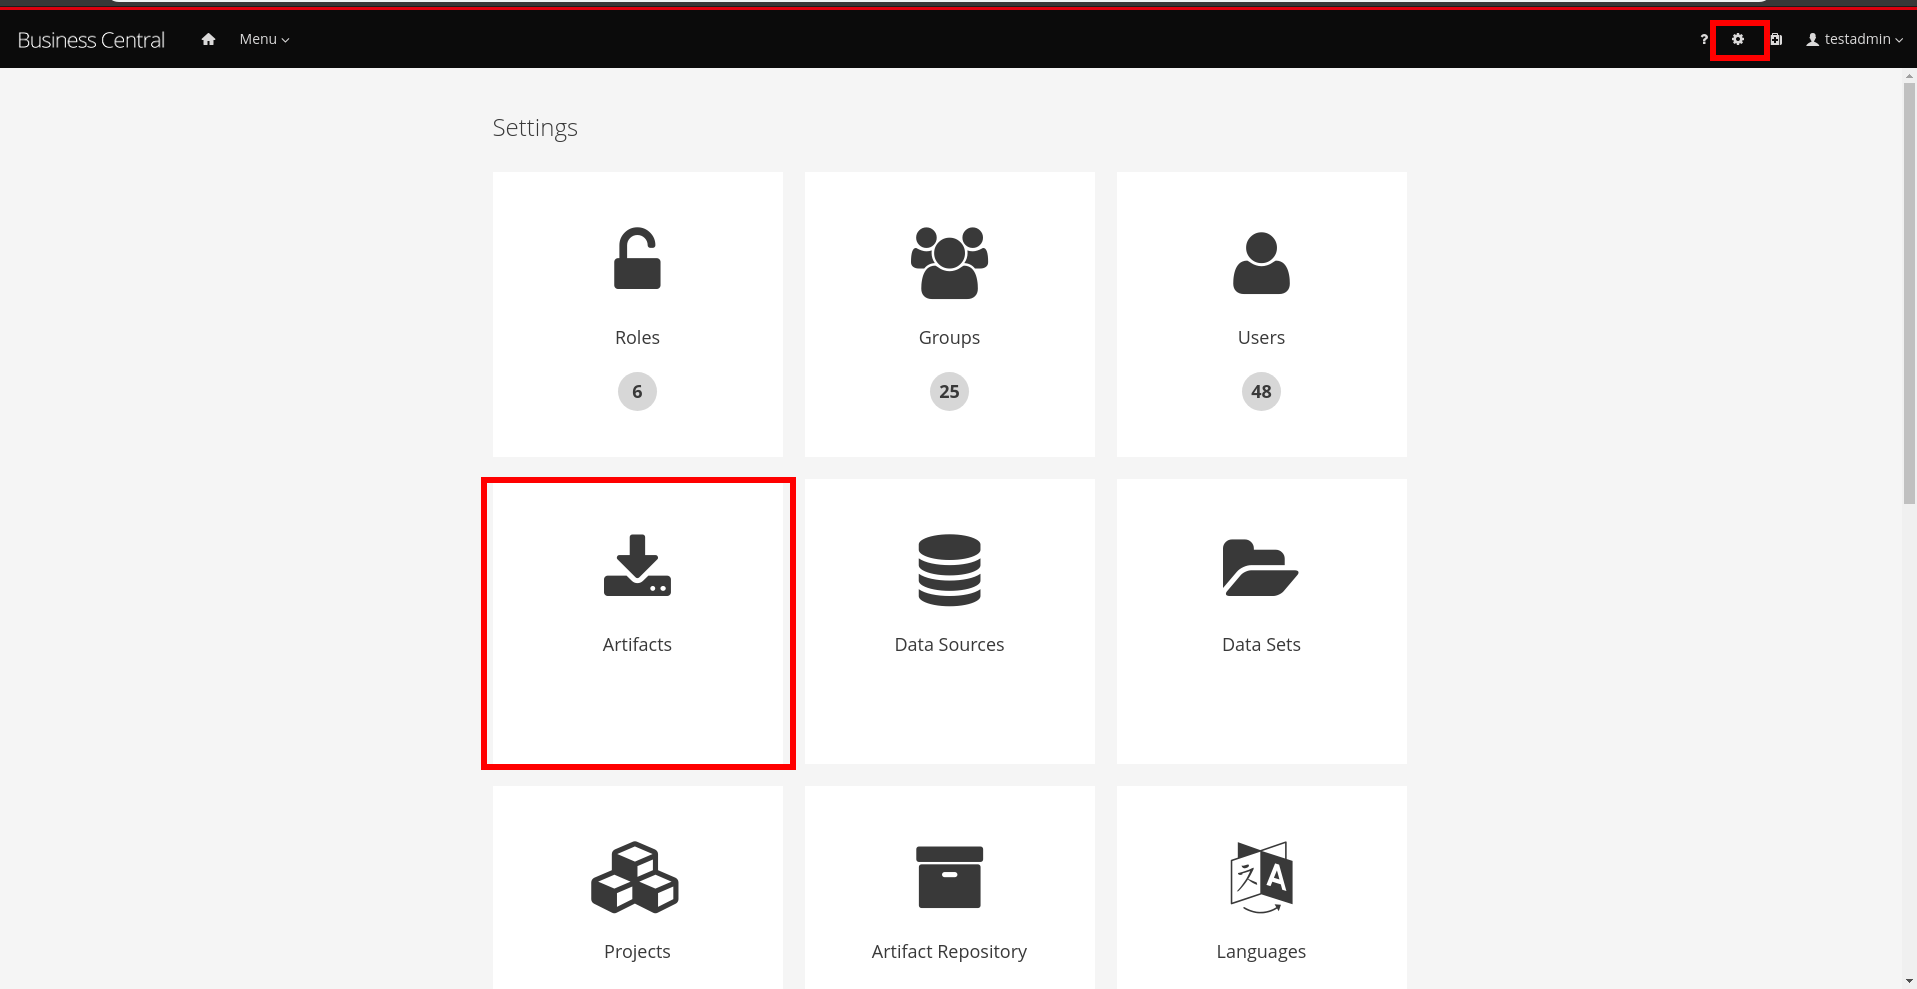 Business Central Menu ? testadmin
Settings
Roles Groups Users
6 25 48
Artifacts Data Sources Data Sets
Projects Artifact Repository Languages